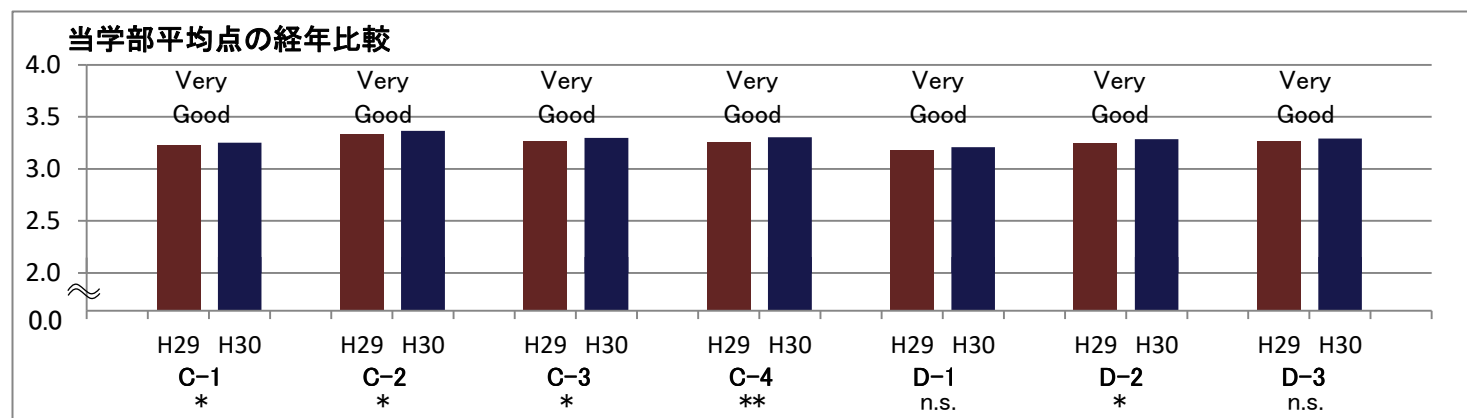 当学部平均点の経年比較
4.0
3.5
3.0
2.5
2.0
0.0
Very Good
Very Good
Very Good
Very Good
Very Good
Very Good
Very Good
H29 H30 H29 H30 H29 H30 H29 H30 H29 H30 H29 H30 H29 H30
C-1 C-2 C-3 C-4 D-1 D-2 D-3
* * * ** n.s. * n.s.